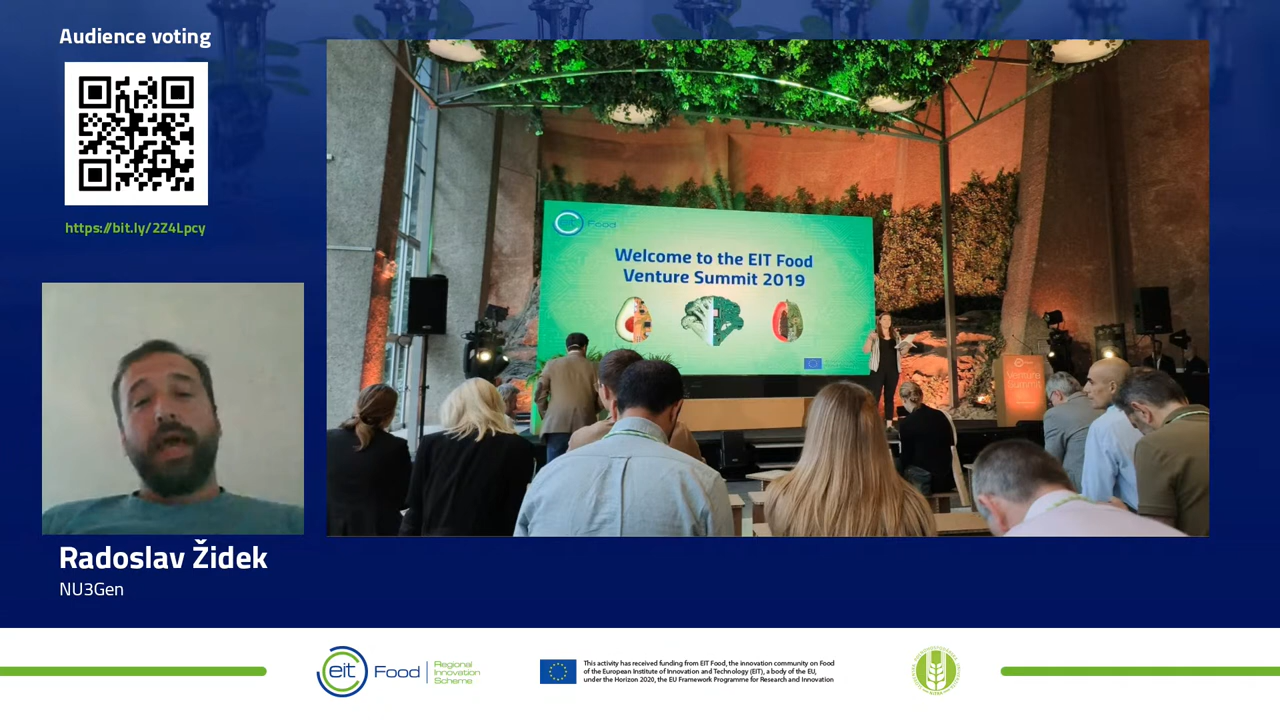 Audience voting
https://bit.ly/2Z4Lpcy
eit Food
Welcome to the EIT Food
Venture Summit 2019
Venture
Summit
Radoslav Židek
NU3Gen
eit Food
Regional
Innovation
Scheme
This activity has received funding from EIT Food, the innovation community on Food
of the European Institute of Innovation and Technology (EIT), a body of the EU,
under the Horizon 2020, the EU Framework Programme for Research and Innovation